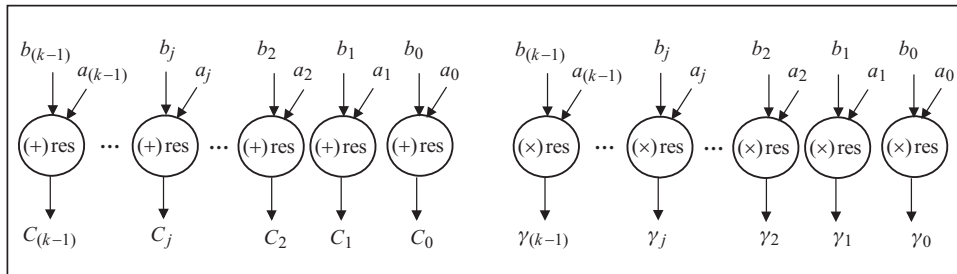 b(k−1) bj b2 b1 b0 b(k−1) bj b2 b1 b0
a(k−1) aj a2 a1 a0 a(k−1) aj a2 a1 a0
(+) res ... (+) res ... (+) res (+) res (+) res (×) res ... (×) res ... (×) res (×) res (×) res
C(k−1) Cj C2 C1 C0 γ(k−1) γj γ2 γ1 γ0